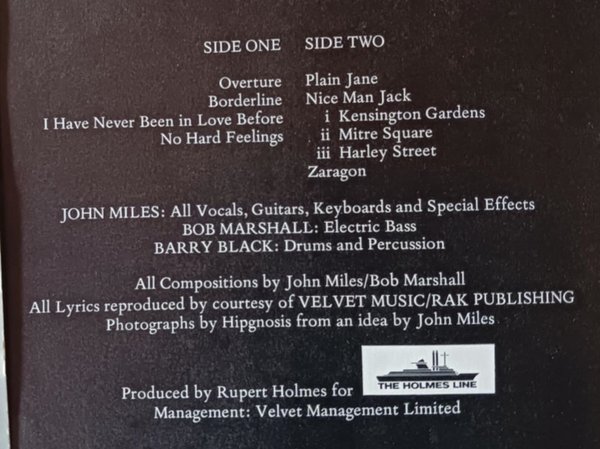 SIDE ONE SIDE TWO
Overture Plain Jane
Borderline Nice Man Jack
I Have Never Been in Love Before i Kensington Gardens
No Hard Feelings ii Mitre Square
iii Harley Street
Zaragon
JOHN MILES: All Vocals, Guitars, Keyboards and Special Effects
BOB MARSHALL: Electric Bass
BARRY BLACK: Drums and Percussion
All Compositions by John Miles/Bob Marshall
All Lyrics reproduced by courtesy of VELVET MUSIC/RAK PUBLISHING
Photographs by Hipgnosis from an idea by John Miles
THE HOLMES LINE
Produced by Rupert Holmes for
Management: Velvet Management Limited